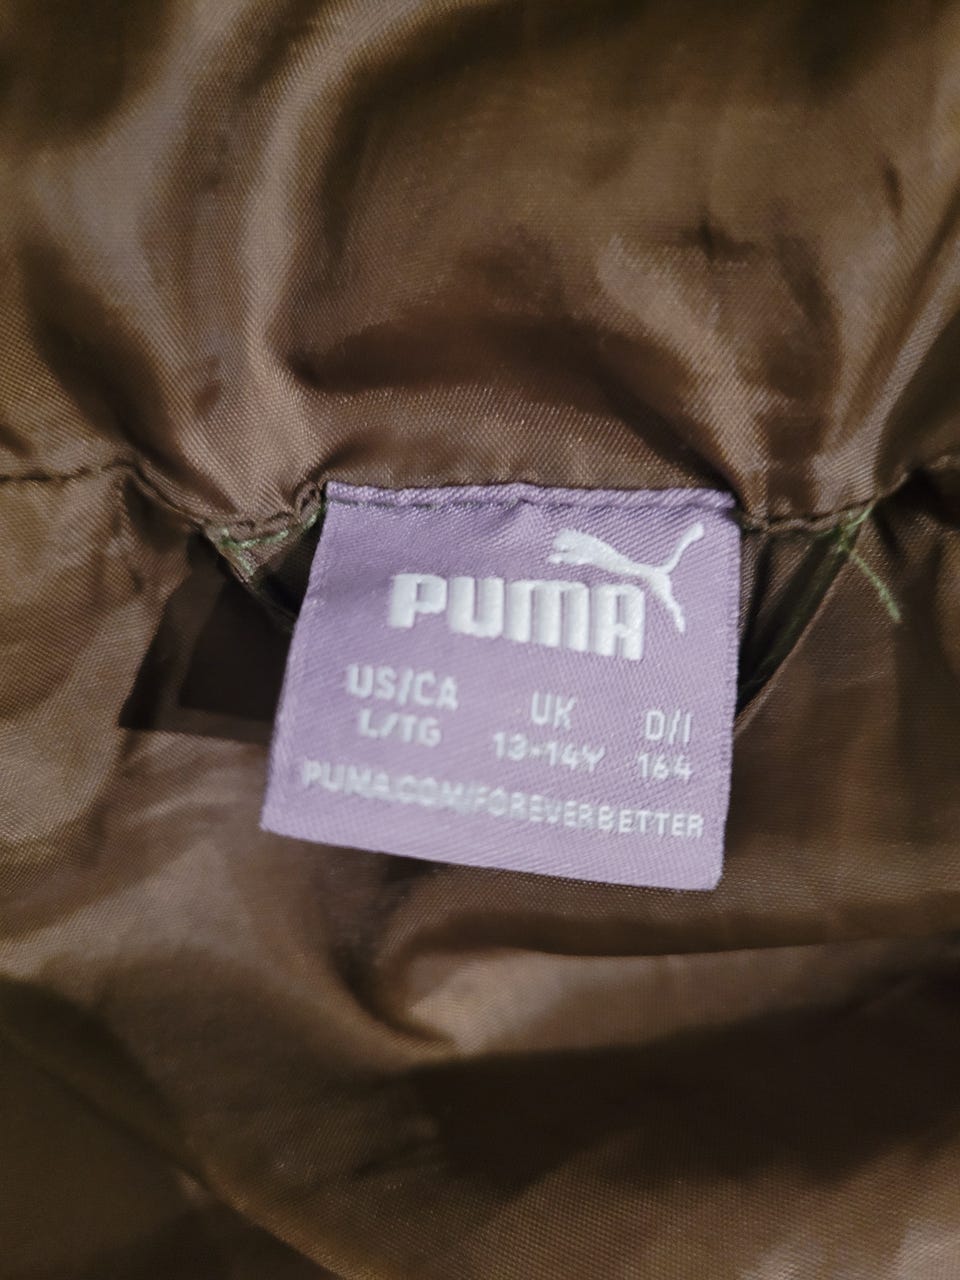 PUMA
US/CA UK D/I
L/TG 13-14Y 164
PUMA.COM/FOREVERBETTER